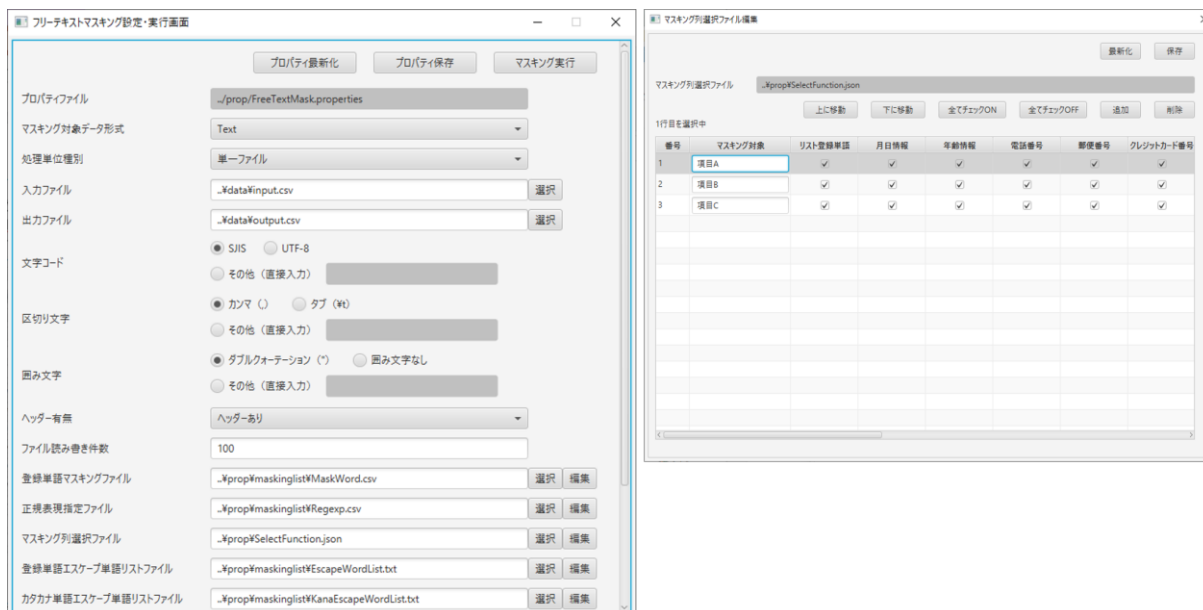 フリーテキストマスキング設定・実行画面
プロパティ最新化 プロパティ保存 マスキング実行
プロパティファイル ../prop/FreeTextMask.properties
マスキング対象データ形式 Text
処理単位種別 単一ファイル
入力ファイル ..¥data¥input.csv 選択
出力ファイル ..¥data¥output.csv 選択
文字コード
SJIS UTF-8
その他（直接入力）
区切り文字
カンマ（,） タブ（¥t）
その他（直接入力）
囲み文字
ダブルクォーテーション（"） 囲み文字なし
その他（直接入力）
ヘッダー有無 ヘッダーあり
ファイル読み書き件数 100
登録単語マスキングファイル ..¥prop¥maskinglist¥MaskWord.csv 選択 編集
正規表現指定ファイル ..¥prop¥maskinglist¥Regexp.csv 選択 編集
マスキング列選択ファイル ..¥prop¥SelectFunction.json 選択 編集
登録単語エスケープ単語リストファイル ..¥prop¥maskinglist¥EscapeWordList.txt 選択 編集
カタカナ単語エスケープ単語リストファイル ..¥prop¥maskinglist¥KanaEscapeWordList.txt 選択 編集
マスキング列選択ファイル編集
最新化 保存
マスキング列選択ファイル ..¥prop¥SelectFunction.json
上に移動 下に移動 全てチェックON 全てチェックOFF 追加 削除
1行目を選択中
番号 マスキング対象 リスト登録単語 月日情報 年齢情報 電話番号 郵便番号 クレジットカード番号
1 項目A
2 項目B
3 項目C